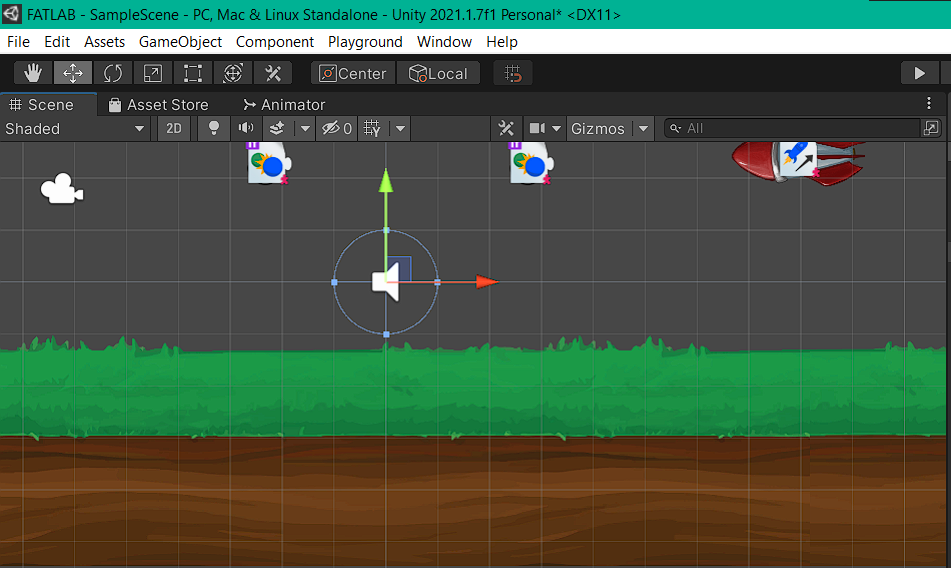 FATLAB - SampleScene - PC, Mac & Linux Standalone - Unity 2021.1.7f1 Personal* <DX11>
File Edit Assets GameObject Component Playground Window Help
Center Local
Scene Asset Store Animator
Shaded 2D 0 Gizmos All